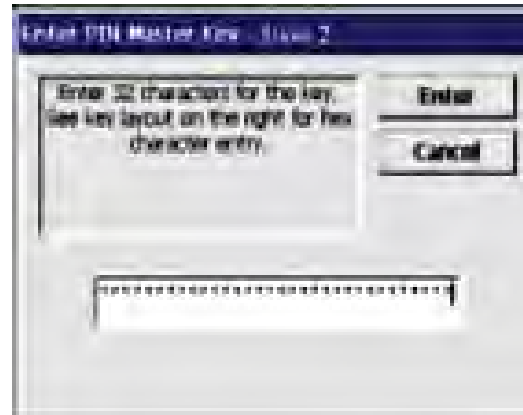 Enter PIN Master Key - Step 2
Enter 32 characters for the key.
See key layout on the right for hex
character entry.
Enter
Cancel
********************************